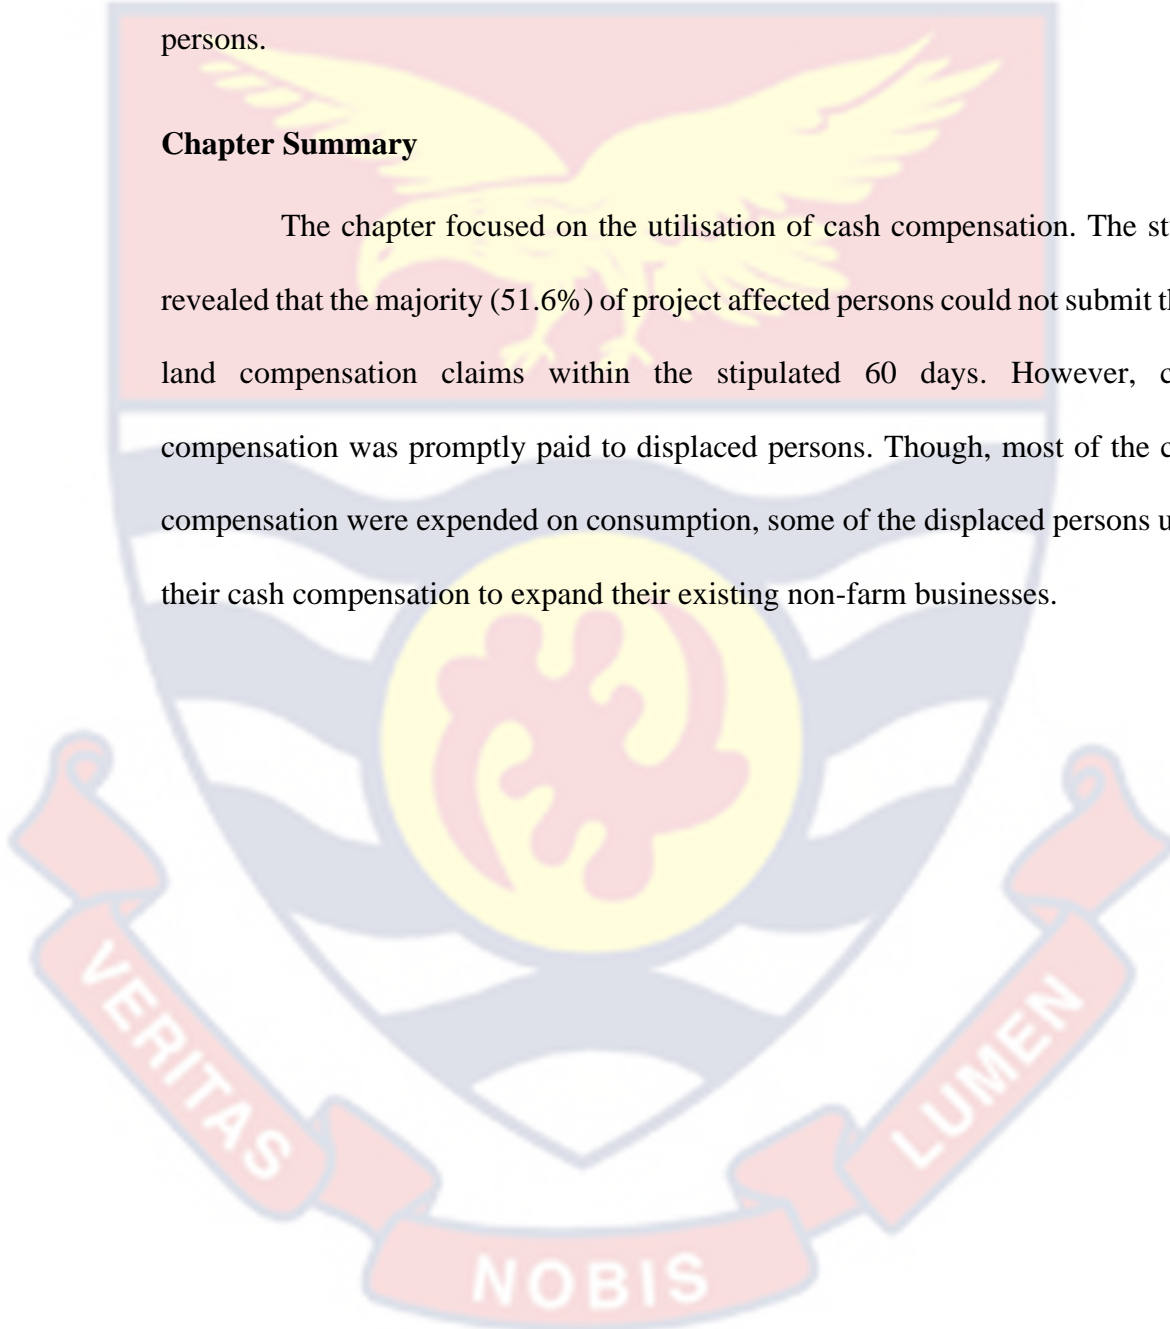 persons.
Chapter Summary
The chapter focused on the utilisation of cash compensation. The
revealed that the majority (51.6%) of project affected persons could not submit
land compensation claims within the stipulated 60 days. However,
compensation was promptly paid to displaced persons. Though, most of the
compensation were expended on consumption, some of the displaced persons
their cash compensation to expand their existing non-farm businesses.
VERITAS
NOBIS
LUMEN